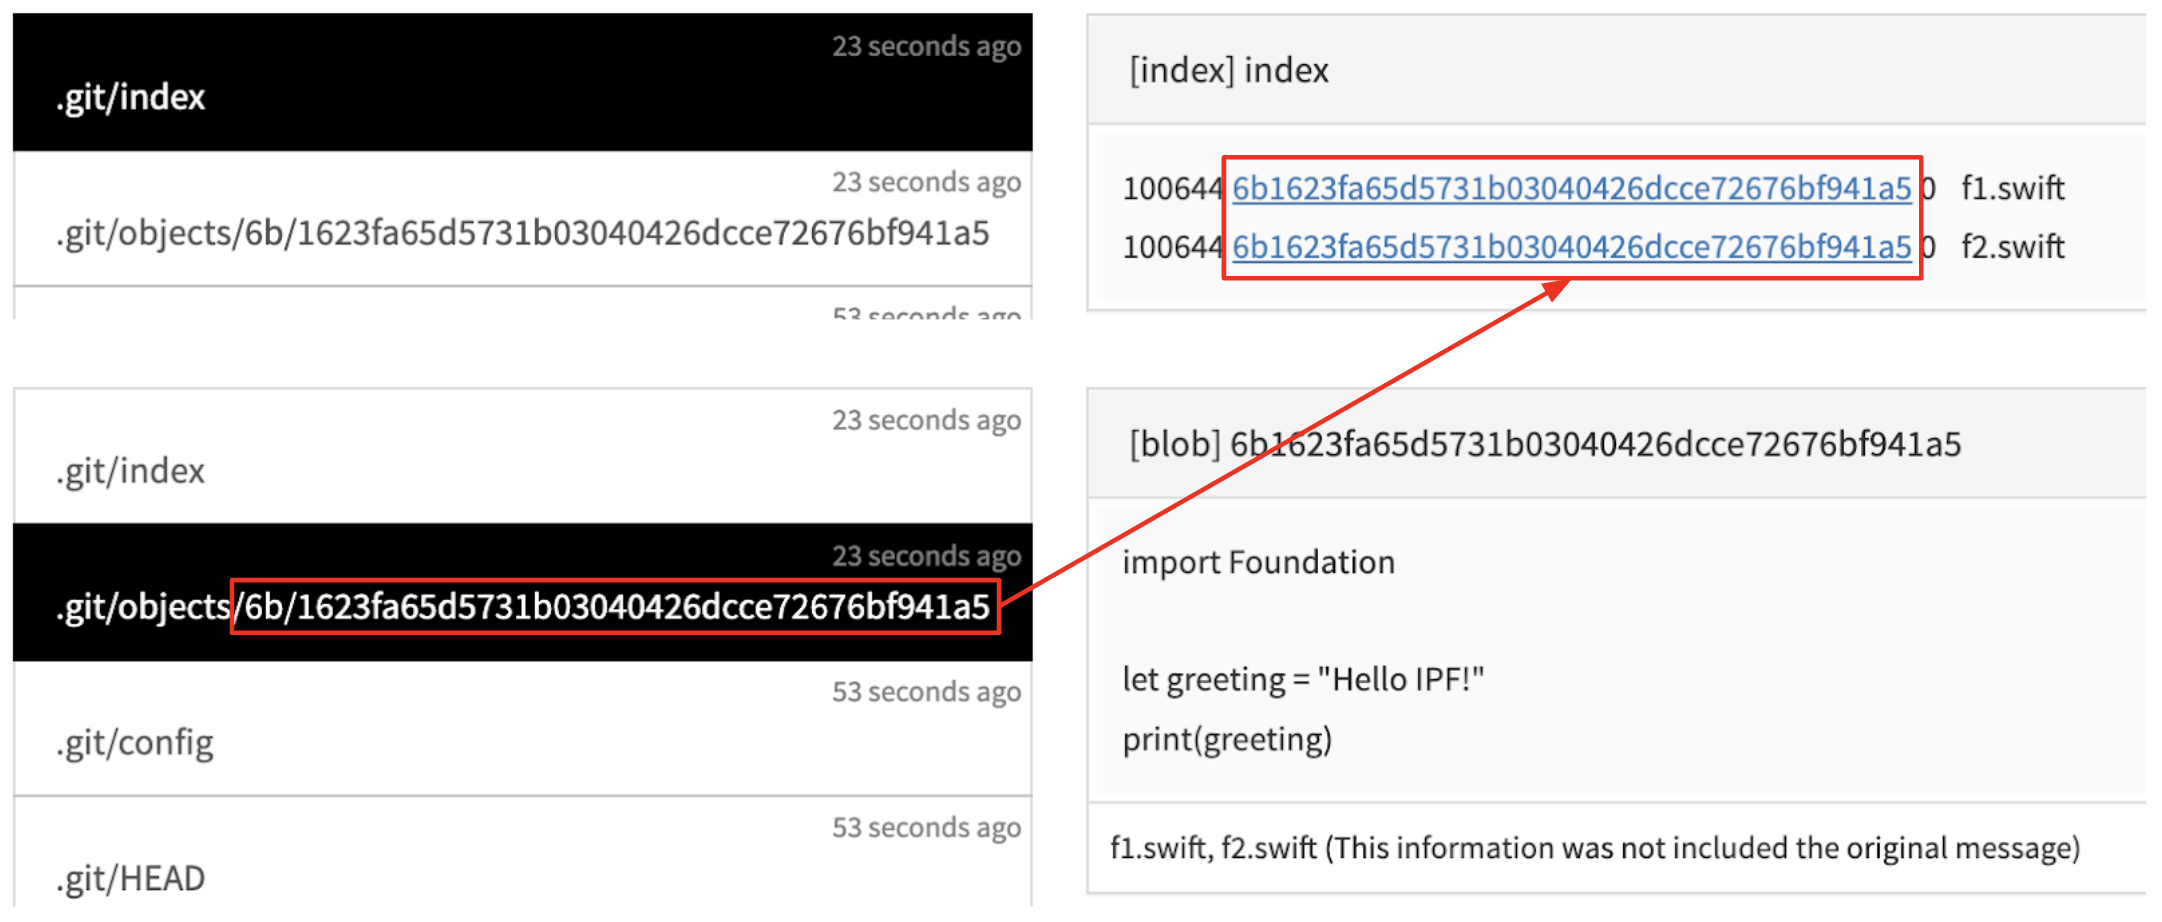 23 seconds ago
.git/index
23 seconds ago
.git/objects/6b/1623fa65d5731b03040426dcce72676bf941a5
53 seconds ago
[index] index
100644 6b1623fa65d5731b03040426dcce72676bf941a5 0 f1.swift
100644 6b1623fa65d5731b03040426dcce72676bf941a5 0 f2.swift
23 seconds ago
.git/index
23 seconds ago
.git/objects/6b/1623fa65d5731b03040426dcce72676bf941a5
53 seconds ago
.git/config
53 seconds ago
.git/HEAD
[blob] 6b1623fa65d5731b03040426dcce72676bf941a5
import Foundation
let greeting = "Hello IPF!"
print(greeting)
f1.swift, f2.swift (This information was not included the original message)